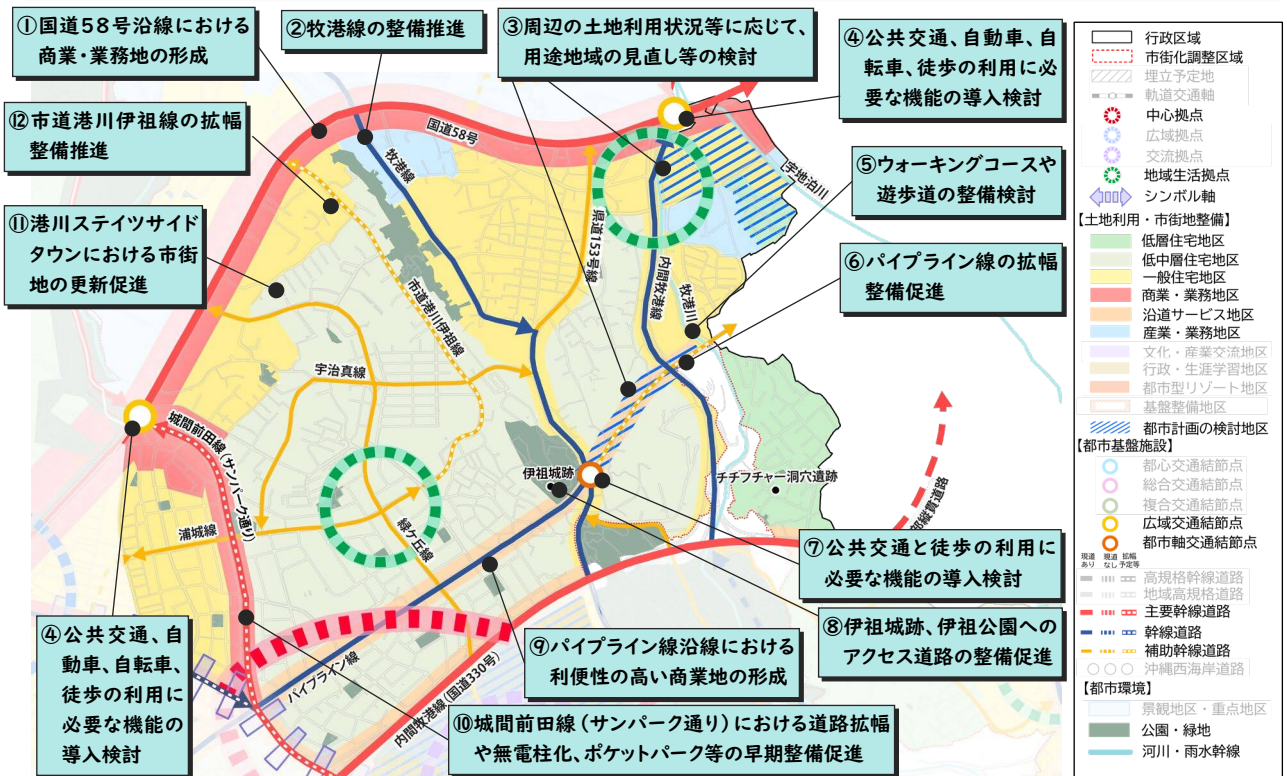 ①国道58号沿線における
商業・業務地の形成
②牧港線の整備推進
③周辺の土地利用状況等に応じて、
用途地域の見直し等の検討
④公共交通、自動車、自
転車、徒歩の利用に必
要な機能の導入検討
⑫市道港川伊祖線の拡幅
整備推進
⑤ウォーキングコースや
遊歩道の整備検討
⑪港川ステイツサイド
タウンにおける市街
地の更新促進
⑥パイプライン線の拡幅
整備促進
国道58号
牧港線
宇地泊川
県道153号線
内間牧港線
牧港川
市道港川伊祖線
宇治真線
城間前田線(サンパーク通り)
伊祖城跡
チチフチャー洞穴遺跡
部縦貫道路
浦城線
緑ケ丘線
⑦公共交通と徒歩の利用に
必要な機能の導入検討
④公共交通、自
動車、自転車、
徒歩の利用に
必要な機能の
導入検討
パイプライン線
内間牧港線(国道330号)
⑨パイプライン線沿線における
利便性の高い商業地の形成
⑧伊祖城跡、伊祖公園への
アクセス道路の整備促進
⑩城間前田線(サンパーク通り)における道路拡幅
や無電柱化、ポケットパーク等の早期整備促進
行政区域
市街化調整区域
埋立予定地
軌道交通軸
中心拠点
広域拠点
交流拠点
地域生活拠点
シンボル軸
【土地利用・市街地整備】
低層住宅地区
低中層住宅地区
一般住宅地区
商業・業務地区
沿道サービス地区
産業・業務地区
文化・産業交流地区
行政・生涯学習地区
都市型リゾート地区
基盤整備地区
都市計画の検討地区
【都市基盤施設】
都心交通結節点
総合交通結節点
複合交通結節点
広域交通結節点
都市軸交通結節点
現道 現道 拡幅
あり なし 予定等
高規格幹線道路
地域高規格道路
主要幹線道路
幹線道路
補助幹線道路
沖縄西海岸道路
【都市環境】
景観地区・重点地区
公園・緑地
河川・雨水幹線